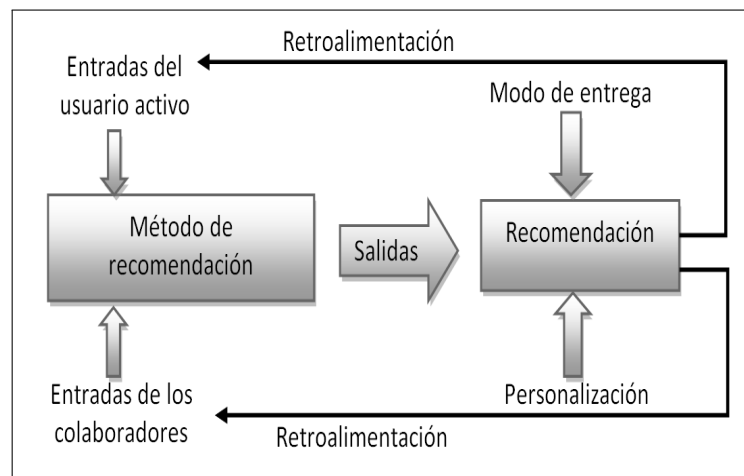 Retroalimentación
Entradas del
usuario activo
Modo de entrega
Método de
recomendación
Salidas
Recomendación
Entradas de los
colaboradores
Personalización
Retroalimentación